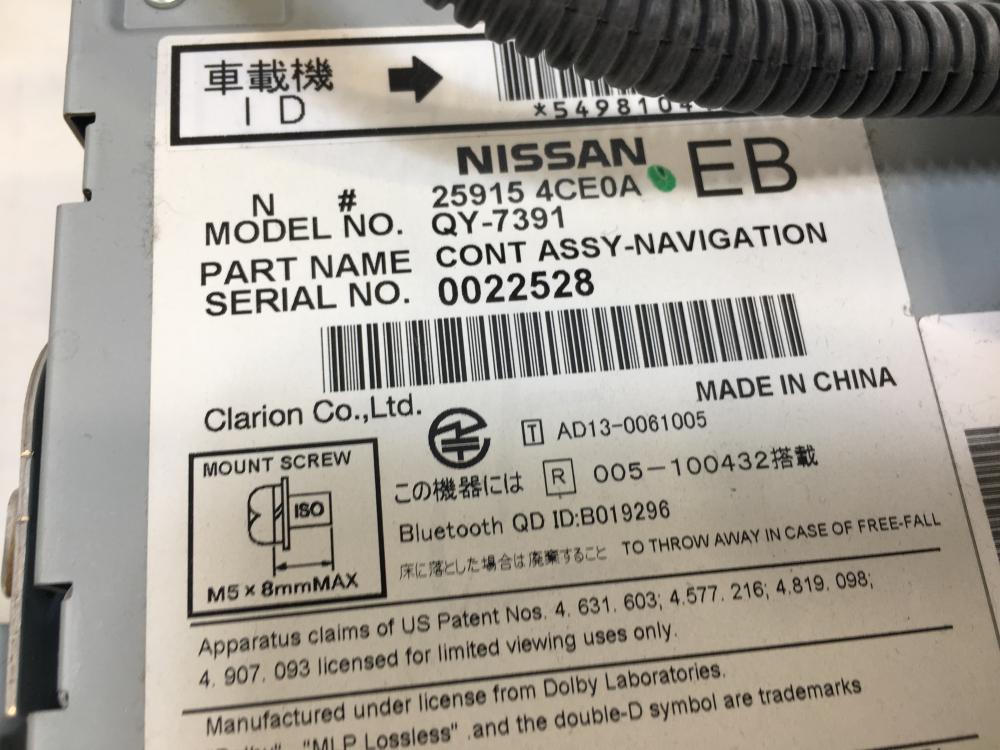 車載機
ID
*549810
NISSAN EB
N # 25915 4CE0A
MODEL NO. QY-7391
PART NAME CONT ASSY-NAVIGATION
SERIAL NO. 0022528
MADE IN CHINA
Clarion Co.,Ltd.
T AD13-0061005
この機器には R 005-100432搭載
Bluetooth QD ID:B019296
床に落とした場合は廃棄すること TO THROW AWAY IN CASE OF FREE-FALL
MOUNT SCREW
ISO
M5×8mmMAX
Apparatus claims of US Patent Nos. 4. 631. 603; 4.577. 216; 4.819. 098;
4. 907. 093 licensed for limited viewing uses only.
Manufactured under license from Dolby Laboratories.
"MLP Lossless" ,and the double-D symbol are trademarks